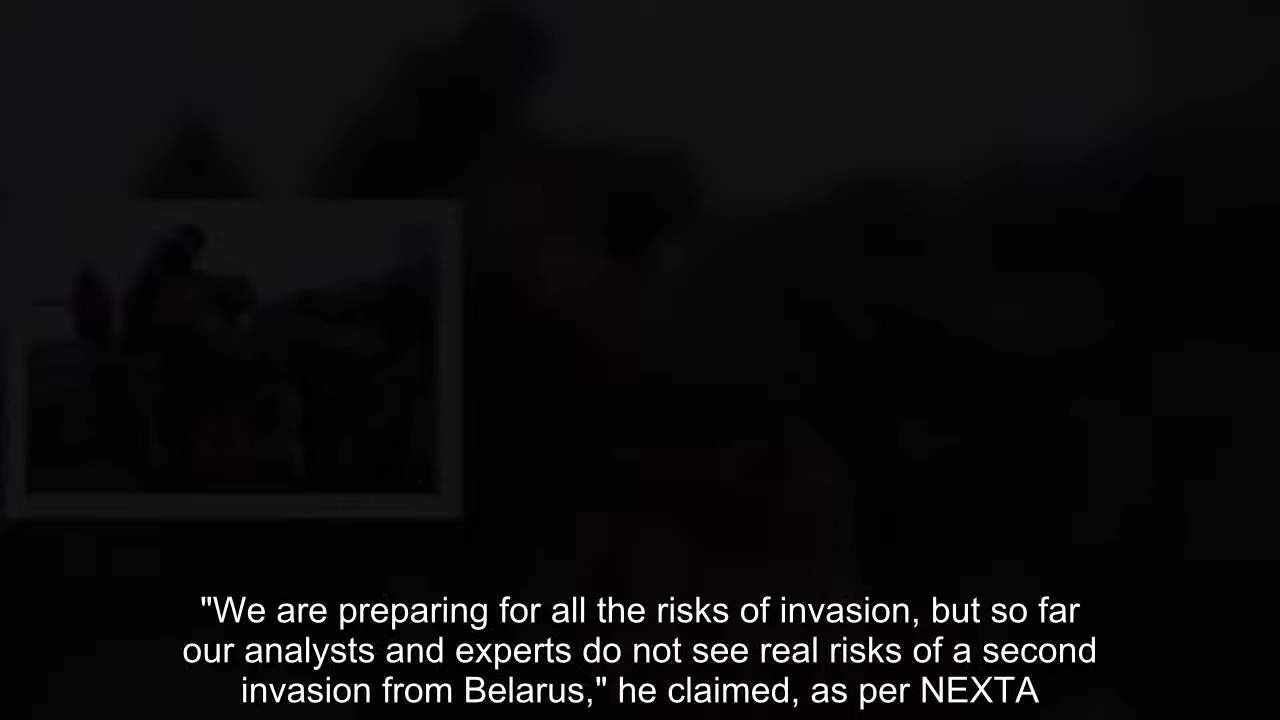 "We are preparing for all the risks of invasion, but so far
our analysts and experts do not see real risks of a second
invasion from Belarus," he claimed, as per NEXTA